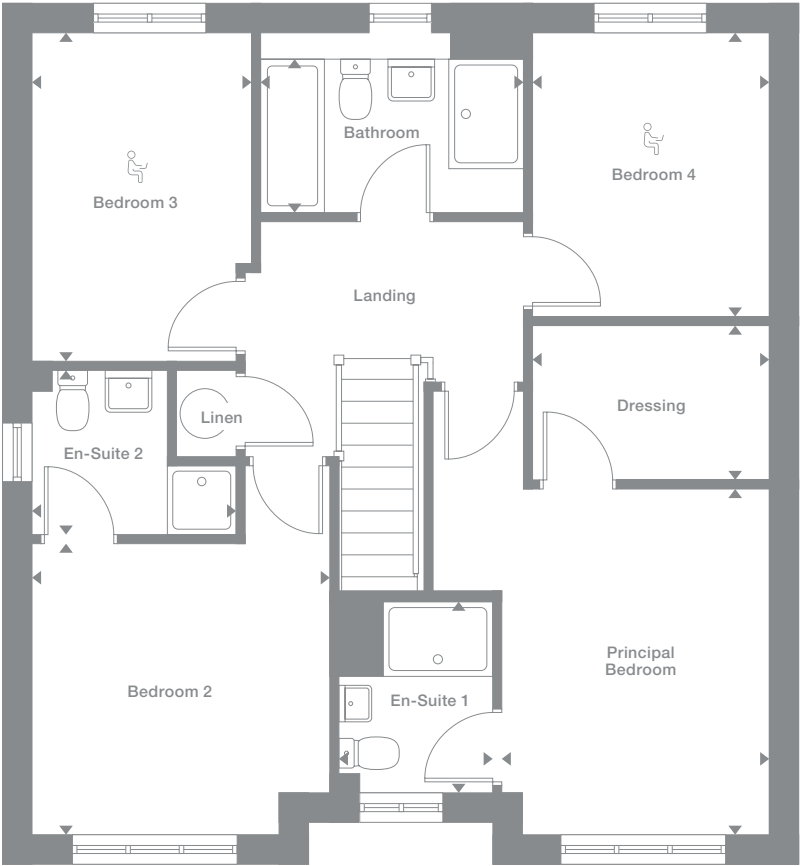 Bathroom
Bedroom 4
Bedroom 3
Landing
Dressing
Linen
En-Suite 2
Principal
Bedroom
Bedroom 2
En-Suite 1